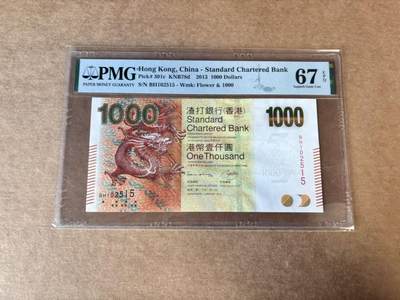 PMG
PAPER MONEY GUARANTY
Hong Kong, China - Standard Chartered Bank
Pick# 301c KNB78d 2013 1000 Dollars
S/N BH102515 - Wmk: Flower & 1000
67 EPQ
Superb Gem Unc
1000
渣打銀行(香港)
Standard
Chartered Bank
港幣壹仟圓
One Thousand
1000
BH102515
BH102515